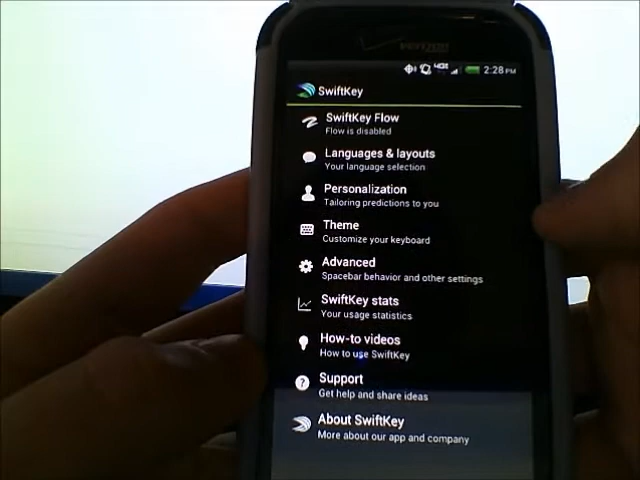 verizon
4G
2:28 PM
SwiftKey
SwiftKey Flow
Flow is disabled
Languages & layouts
Your language selection
Personalization
Tailoring predictions to you
Theme
Customize your keyboard
Advanced
Spacebar behavior and other settings
SwiftKey stats
Your usage statistics
How-to videos
How to use SwiftKey
Support
Get help and share ideas
About SwiftKey
More about our app and company